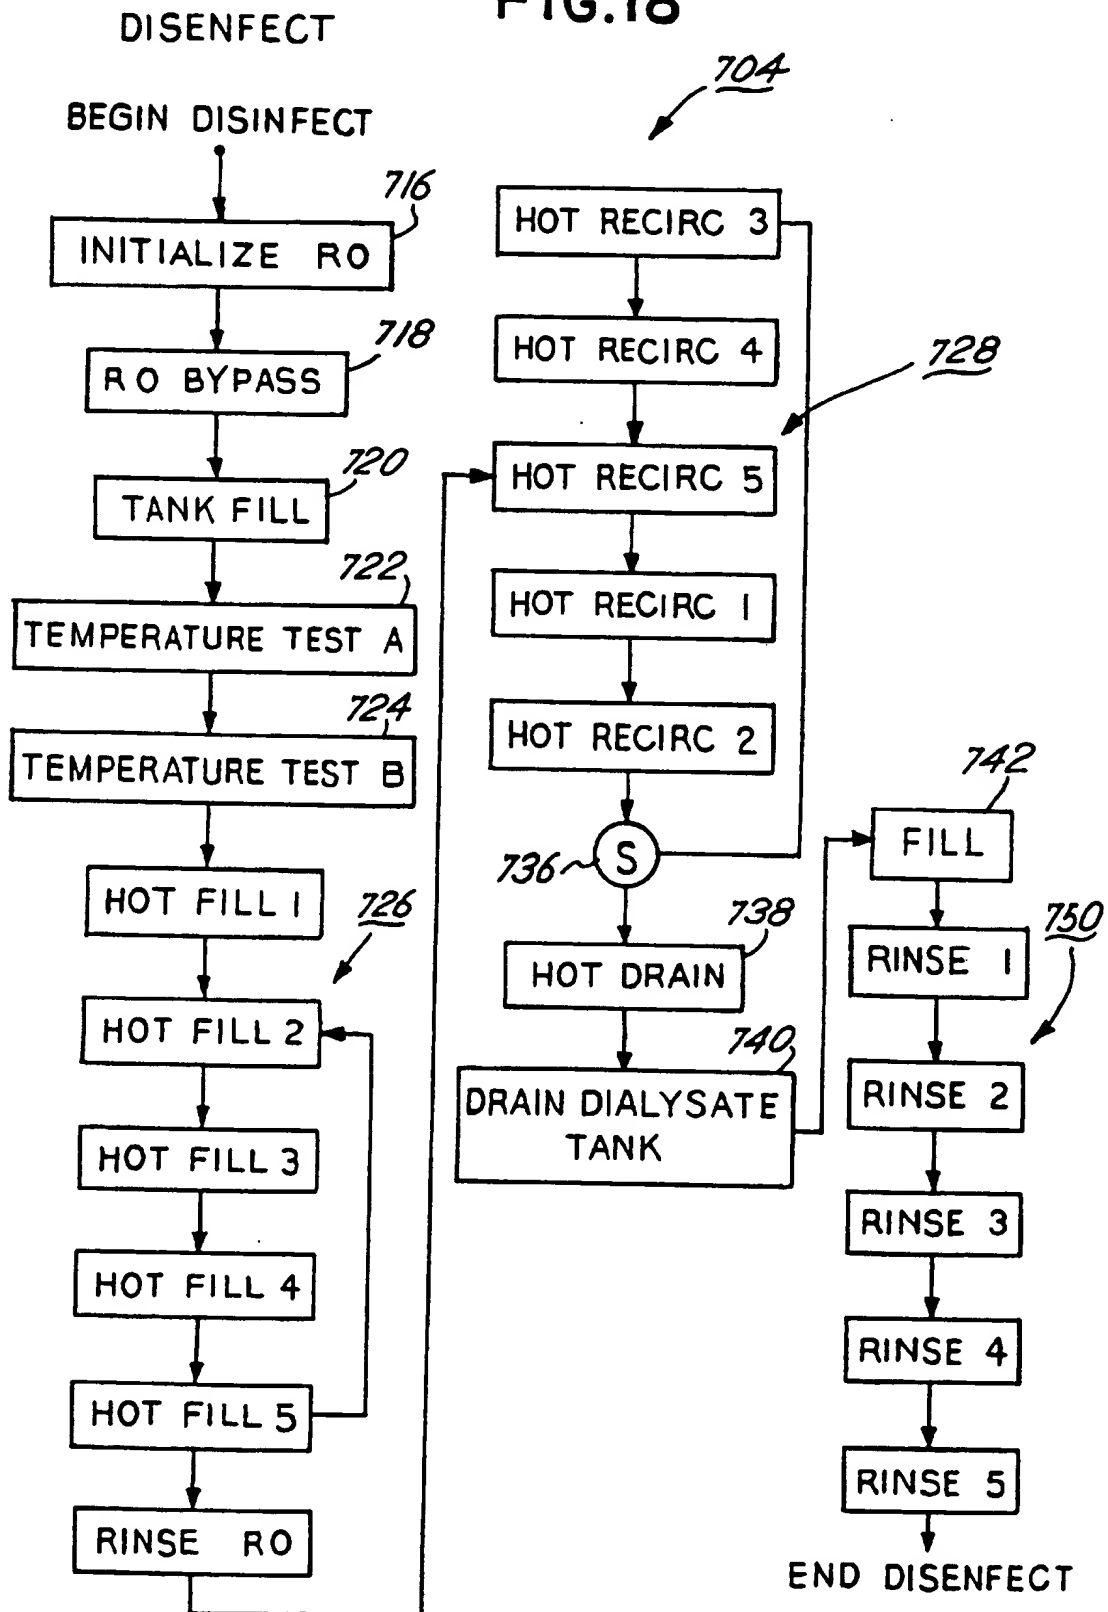 FIG.18
DISENFECT
BEGIN DISINFECT
716
INITIALIZE RO
718
RO BYPASS
720
TANK FILL
722
TEMPERATURE TEST A
724
TEMPERATURE TEST B
HOT FILL 1
726
HOT FILL 2
HOT FILL 3
HOT FILL 4
HOT FILL 5
RINSE RO
704
HOT RECIRC 3
HOT RECIRC 4
728
HOT RECIRC 5
HOT RECIRC 1
HOT RECIRC 2
736
S
738
HOT DRAIN
740
DRAIN DIALYSATE
TANK
742
FILL
750
RINSE 1
RINSE 2
RINSE 3
RINSE 4
RINSE 5
END DISENFECT